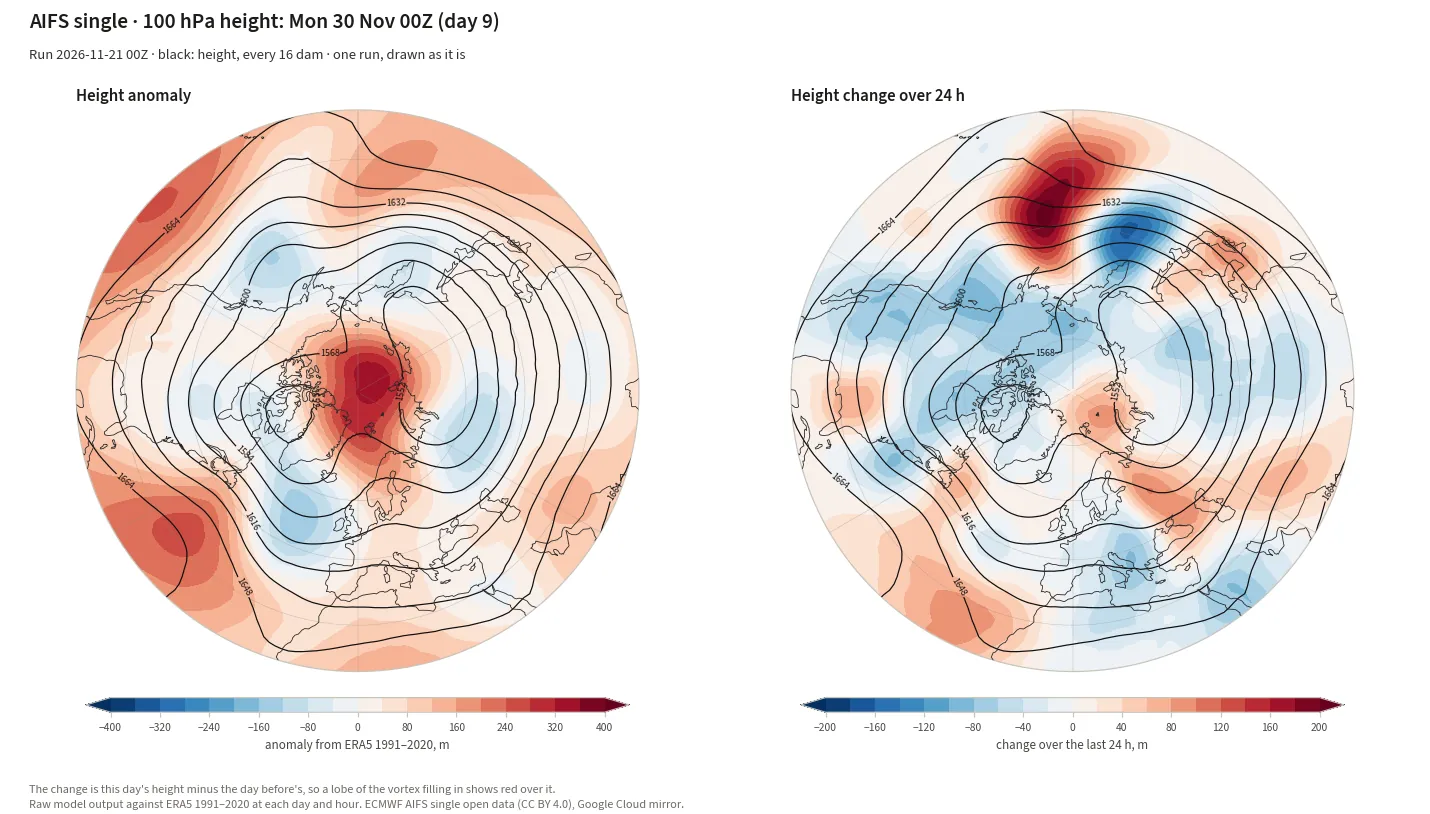 AIFS single · 100 hPa height: Mon 30 Nov 00Z (day 9)
Run 2026-11-21 00Z · black: height, every 16 dam · one run, drawn as it is
Height anomaly
Height change over 24 h
1664
1632
1600
1568
1552
1584
1664
1616
1648
1664
1664
1632
1600
1568
1552
1584
1664
1616
1648
1664
−400 −320 −240 −160 −80 0 80 160 240 320 400
anomaly from ERA5 1991–2020, m
−200 −160 −120 −80 −40 0 40 80 120 160 200
change over the last 24 h, m
The change is this day's height minus the day before's, so a lobe of the vortex filling in shows red over it.
Raw model output against ERA5 1991–2020 at each day and hour. ECMWF AIFS single open data (CC BY 4.0), Google Cloud mirror.